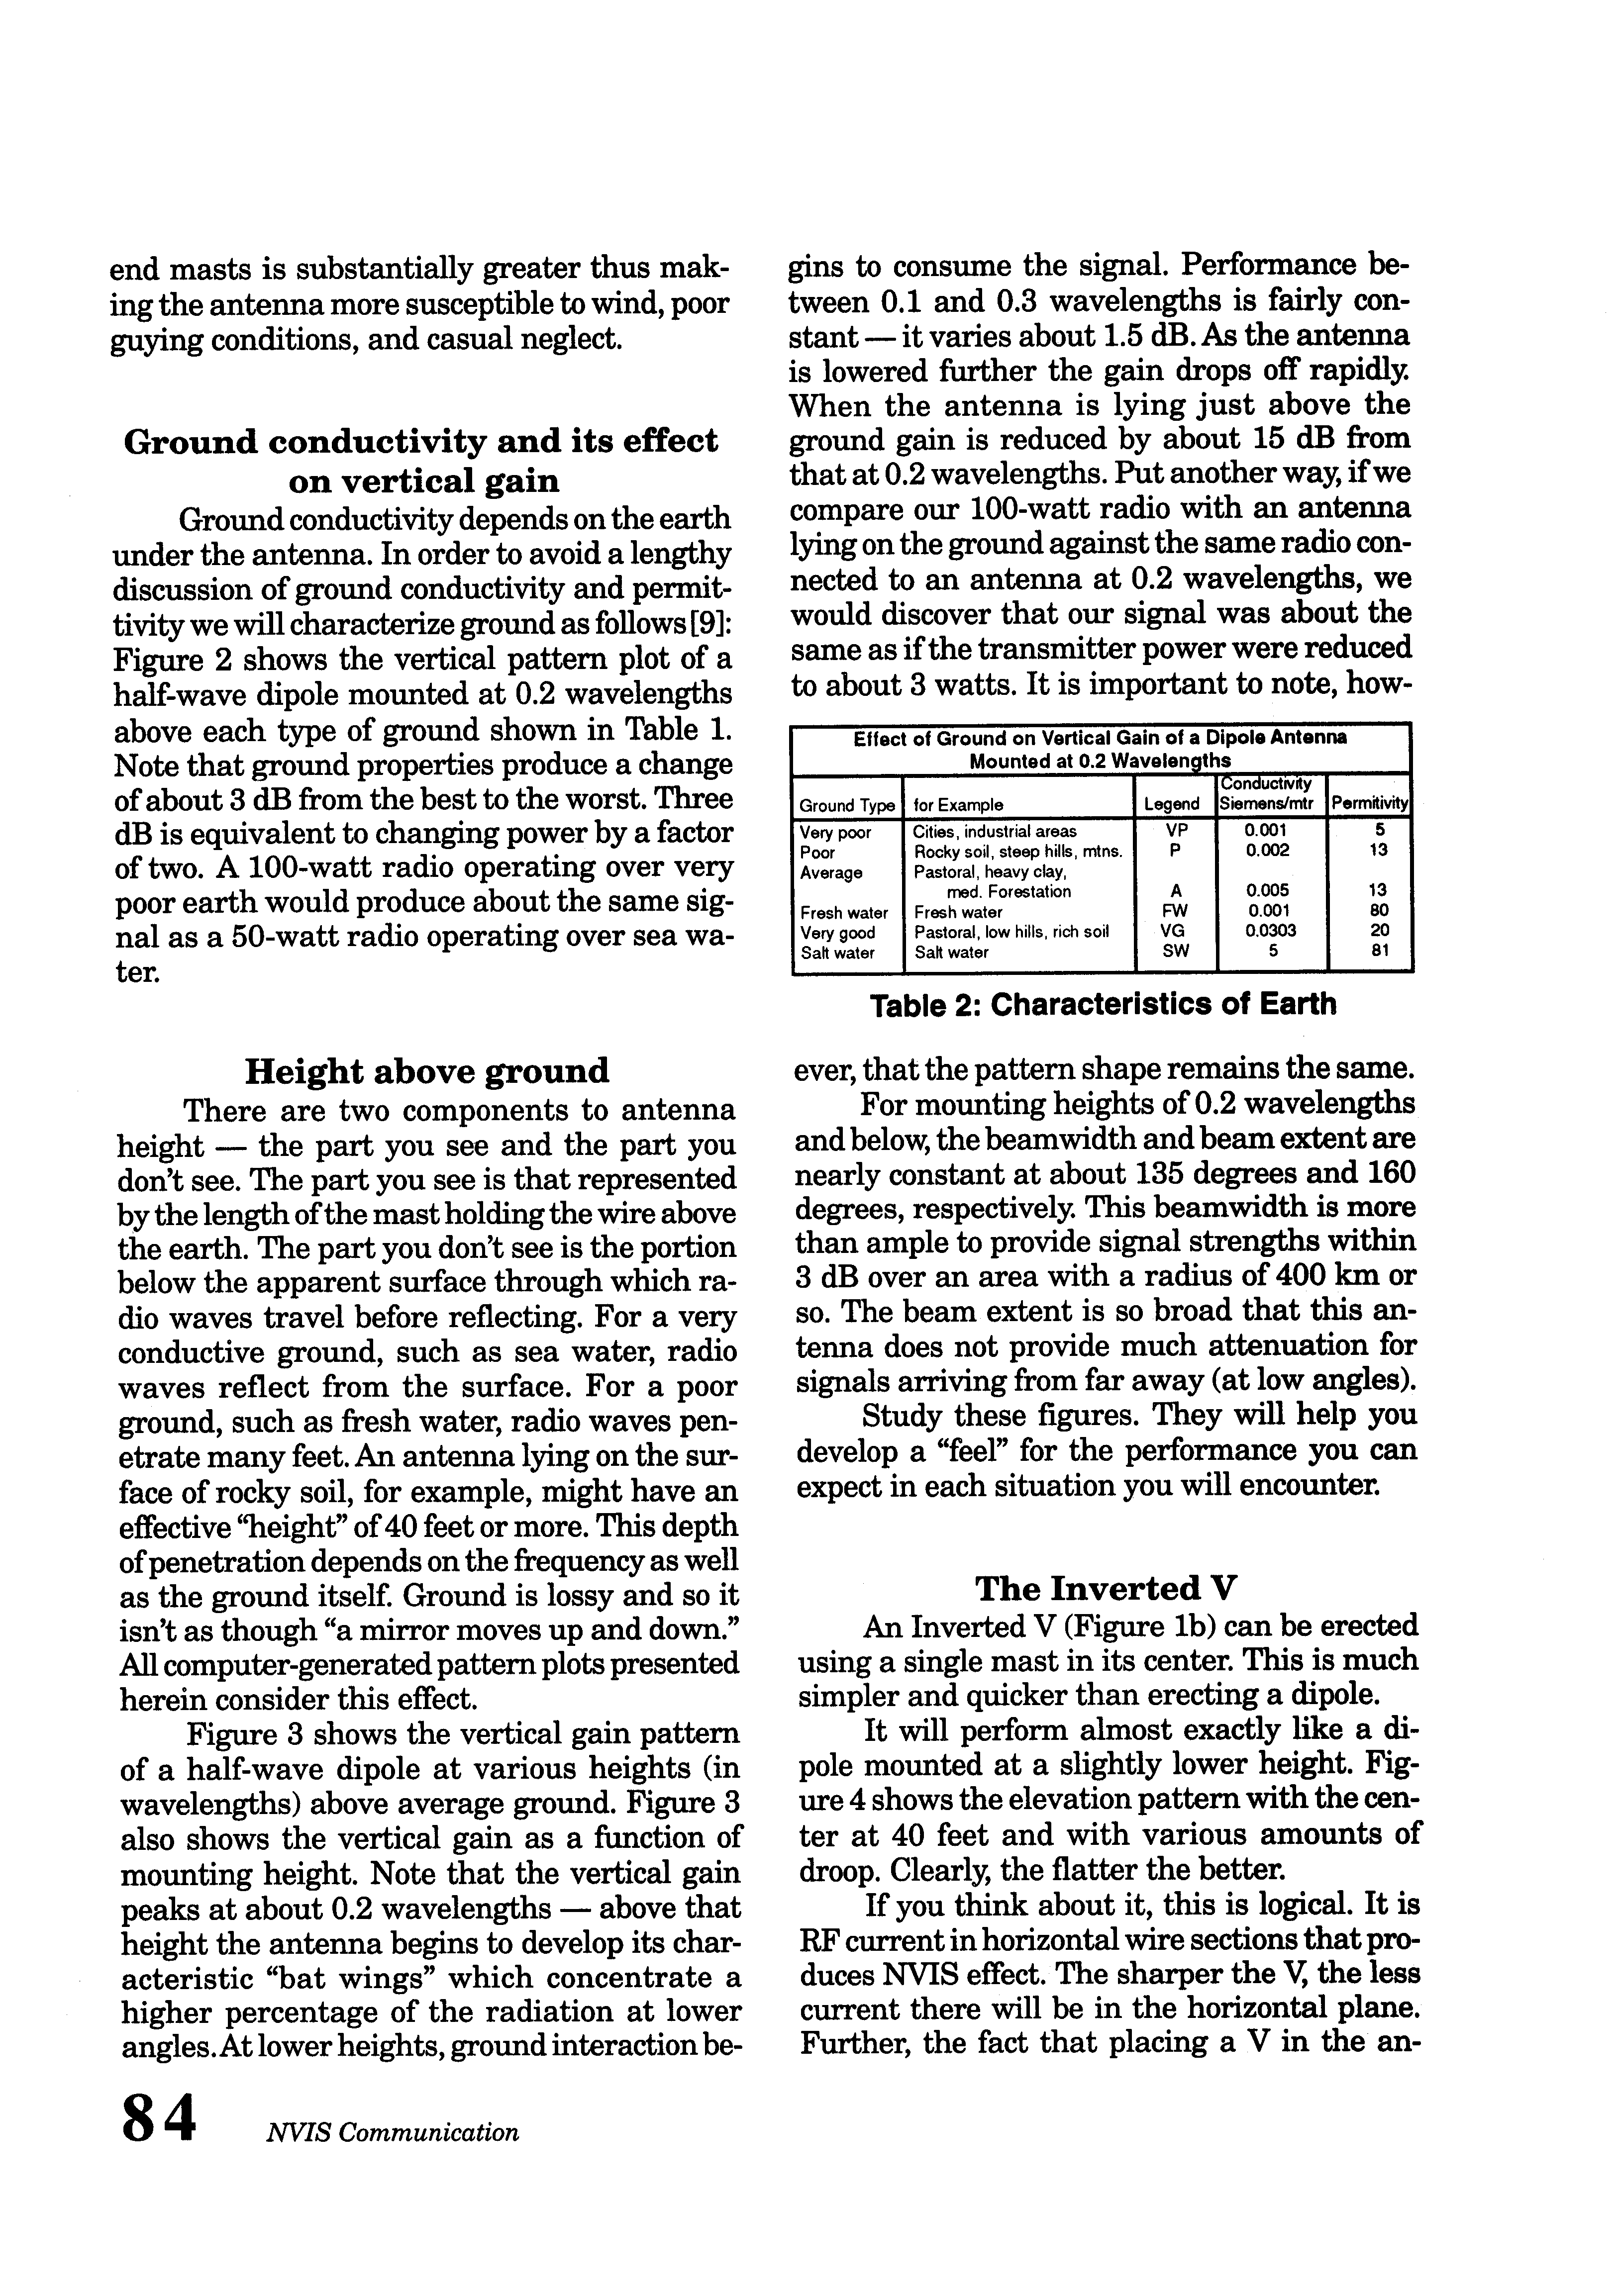 end masts is substantially greater thus mak-
ing the antenna more susceptible to wind, poor
guying conditions, and casual neglect.
Ground conductivity and its effect
on vertical gain
Ground conductivity depends on the earth
under the antenna. In order to avoid a lengthy
discussion of ground conductivity and permit-
tivity we will characterize ground as follows [9]:
Figure 2 shows the vertical pattern plot of a
half-wave dipole mounted at 0.2 wavelengths
above each type of ground shown in Table 1.
Note that ground properties produce a change
of about 3 dB from the best to the worst. Three
dB is equivalent to changing power by a factor
of two. A 100-watt radio operating over very
poor earth would produce about the same sig-
nal as a 50-watt radio operating over sea wa-
ter.
Height above ground
There are two components to antenna
height — the part you see and the part you
don't see. The part you see is that represented
by the length of the mast holding the wire above
the earth. The part you don't see is the portion
below the apparent surface through which ra-
dio waves travel before reflecting. For a very
conductive ground, such as sea water, radio
waves reflect from the surface. For a poor
ground, such as fresh water, radio waves pen-
etrate many feet. An antenna lying on the sur-
face of rocky soil, for example, might have an
effective “height” of 40 feet or more. This depth
of penetration depends on the frequency as well
as the ground itself. Ground is lossy and so it
isn't as though “a mirror moves up and down.”
All computer-generated pattern plots presented
herein consider this effect.
Figure 3 shows the vertical gain pattern
of a half-wave dipole at various heights (in
wavelengths) above average ground. Figure 3
also shows the vertical gain as a function of
mounting height. Note that the vertical gain
peaks at about 0.2 wavelengths — above that
height the antenna begins to develop its char-
acteristic “bat wings” which concentrate a
higher percentage of the radiation at lower
angles. At lower heights, ground interaction be-
gins to consume the signal. Performance be-
tween 0.1 and 0.3 wavelengths is fairly con-
stant — it varies about 1.5 dB. As the antenna
is lowered further the gain drops off rapidly.
When the antenna is lying just above the
ground gain is reduced by about 15 dB from
that at 0.2 wavelengths. Put another way, if we
compare our 100-watt radio with an antenna
lying on the ground against the same radio con-
nected to an antenna at 0.2 wavelengths, we
would discover that our signal was about the
same as if the transmitter power were reduced
to about 3 watts. It is important to note, how-
Effect of Ground on Vertical Gain of a Dipole Antenna
Mounted at 0.2 Wavelengths
Ground Type for Example Legend Conductivity Siemens/mtr Permitivity
Very poor Cities, industrial areas VP 0.001 5
Poor Rocky soil, steep hills, mtns. P 0.002 13
Average Pastoral, heavy clay,
med. Forestation A 0.005 13
Fresh water Fresh water FW 0.001 80
Very good Pastoral, low hills, rich soil VG 0.0303 20
Salt water Salt water SW 5 81
Table 2: Characteristics of Earth
ever, that the pattern shape remains the same.
For mounting heights of 0.2 wavelengths
and below, the beamwidth and beam extent are
nearly constant at about 135 degrees and 160
degrees, respectively. This beamwidth is more
than ample to provide signal strengths within
3 dB over an area with a radius of 400 km or
so. The beam extent is so broad that this an-
tenna does not provide much attenuation for
signals arriving from far away (at low angles).
Study these figures. They will help you
develop a “feel” for the performance you can
expect in each situation you will encounter.
The Inverted V
An Inverted V (Figure 1b) can be erected
using a single mast in its center. This is much
simpler and quicker than erecting a dipole.
It will perform almost exactly like a di-
pole mounted at a slightly lower height. Fig-
ure 4 shows the elevation pattern with the cen-
ter at 40 feet and with various amounts of
droop. Clearly, the flatter the better.
If you think about it, this is logical. It is
RF current in horizontal wire sections that pro-
duces NVIS effect. The sharper the V, the less
current there will be in the horizontal plane.
Further, the fact that placing a V in the an-
84 NVIS Communication